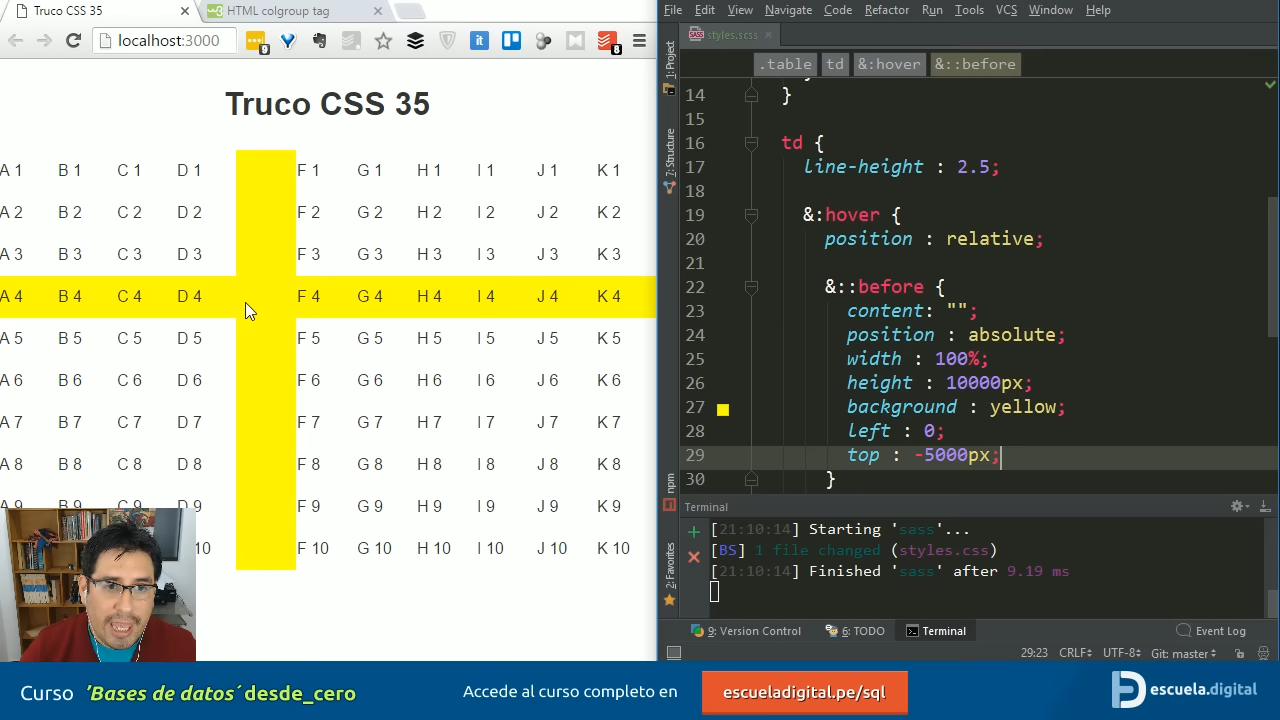 Truco CSS 35
HTML colgroup tag
localhost:3000
9
it
8
Truco CSS 35
A 1 B 1 C 1 D 1 F 1 G 1 H 1 I 1 J 1 K 1
A 2 B 2 C 2 D 2 F 2 G 2 H 2 I 2 J 2 K 2
A 3 B 3 C 3 D 3 F 3 G 3 H 3 I 3 J 3 K 3
A 4 B 4 C 4 D 4 F 4 G 4 H 4 I 4 J 4 K 4
A 5 B 5 C 5 D 5 F 5 G 5 H 5 I 5 J 5 K 5
A 6 B 6 C 6 D 6 F 6 G 6 H 6 I 6 J 6 K 6
A 7 B 7 C 7 D 7 F 7 G 7 H 7 I 7 J 7 K 7
A 8 B 8 C 8 D 8 F 8 G 8 H 8 I 8 J 8 K 8
A 9 B 9 C 9 D 9 F 9 G 9 H 9 I 9 J 9 K 9
10 F 10 G 10 H 10 I 10 J 10 K 10
File Edit View Navigate Code Refactor Run Tools VCS Window Help
styles.scss
.table td &:hover &::before
1: Project
7: Structure
npm
2: Favorites
14 }
15
16 td {
17 line-height : 2.5;
18
19 &:hover {
20 position : relative;
21
22 &::before {
23 content: "";
24 position : absolute;
25 width : 100%;
26 height : 10000px;
27 background : yellow;
28 left : 0;
29 top : -5000px;
30 }
Terminal
[21:10:14] Starting 'sass'...
[BS] 1 file changed (styles.css)
[21:10:14] Finished 'sass' after 9.19 ms
9: Version Control 6: TODO Terminal Event Log
29:23 CRLF UTF-8 Git: master
Curso 'Bases de datos´ desde_cero
Accede al curso completo en
escueladigital.pe/sql
escuela.digital